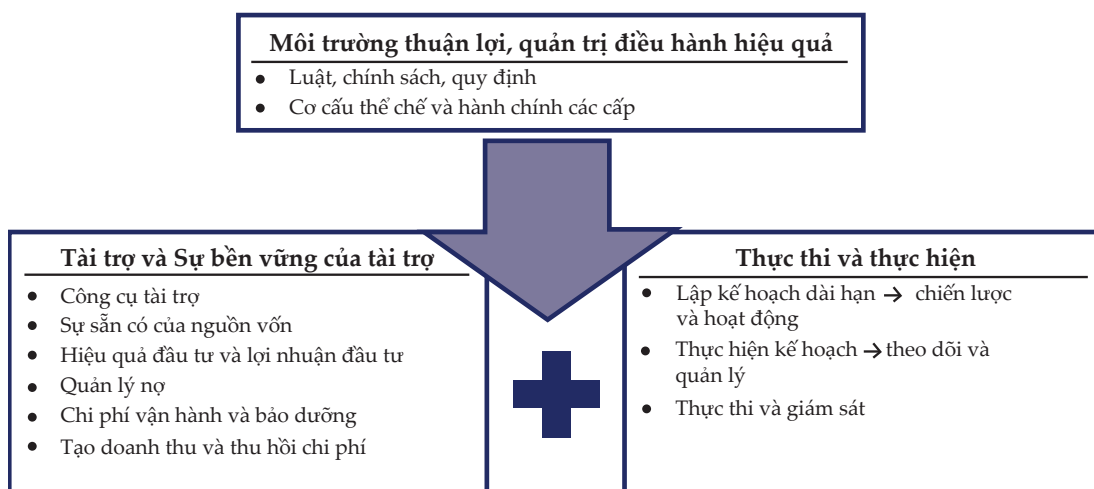 Môi trường thuận lợi, quản trị điều hành hiệu quả
• Luật, chính sách, quy định
• Cơ cấu thể chế và hành chính các cấp
Tài trợ và Sự bền vững của tài trợ
• Công cụ tài trợ
• Sự sẵn có của nguồn vốn
• Hiệu quả đầu tư và lợi nhuận đầu tư
• Quản lý nợ
• Chi phí vận hành và bảo dưỡng
• Tạo doanh thu và thu hồi chi phí
Thực thi và thực hiện
• Lập kế hoạch dài hạn → chiến lược
và hoạt động
• Thực hiện kế hoạch → theo dõi và
quản lý
• Thực thi và giám sát